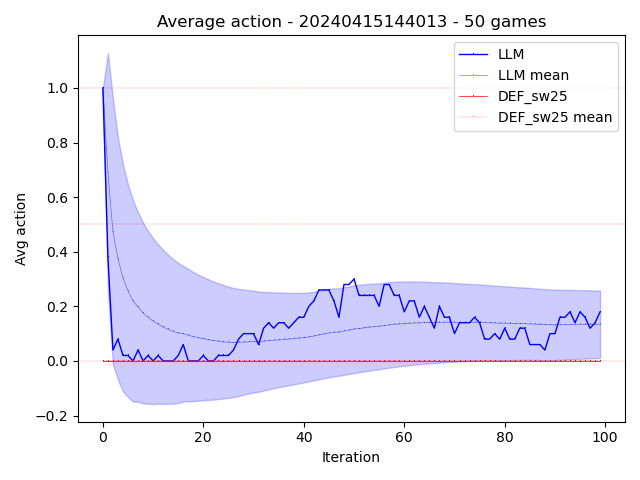 Average action - 20240415144013 - 50 games
LLM
LLM mean
DEF_sw25
DEF_sw25 mean
Avg action
1.0
0.8
0.6
0.4
0.2
0.0
−0.2
0 20 40 60 80 100
Iteration